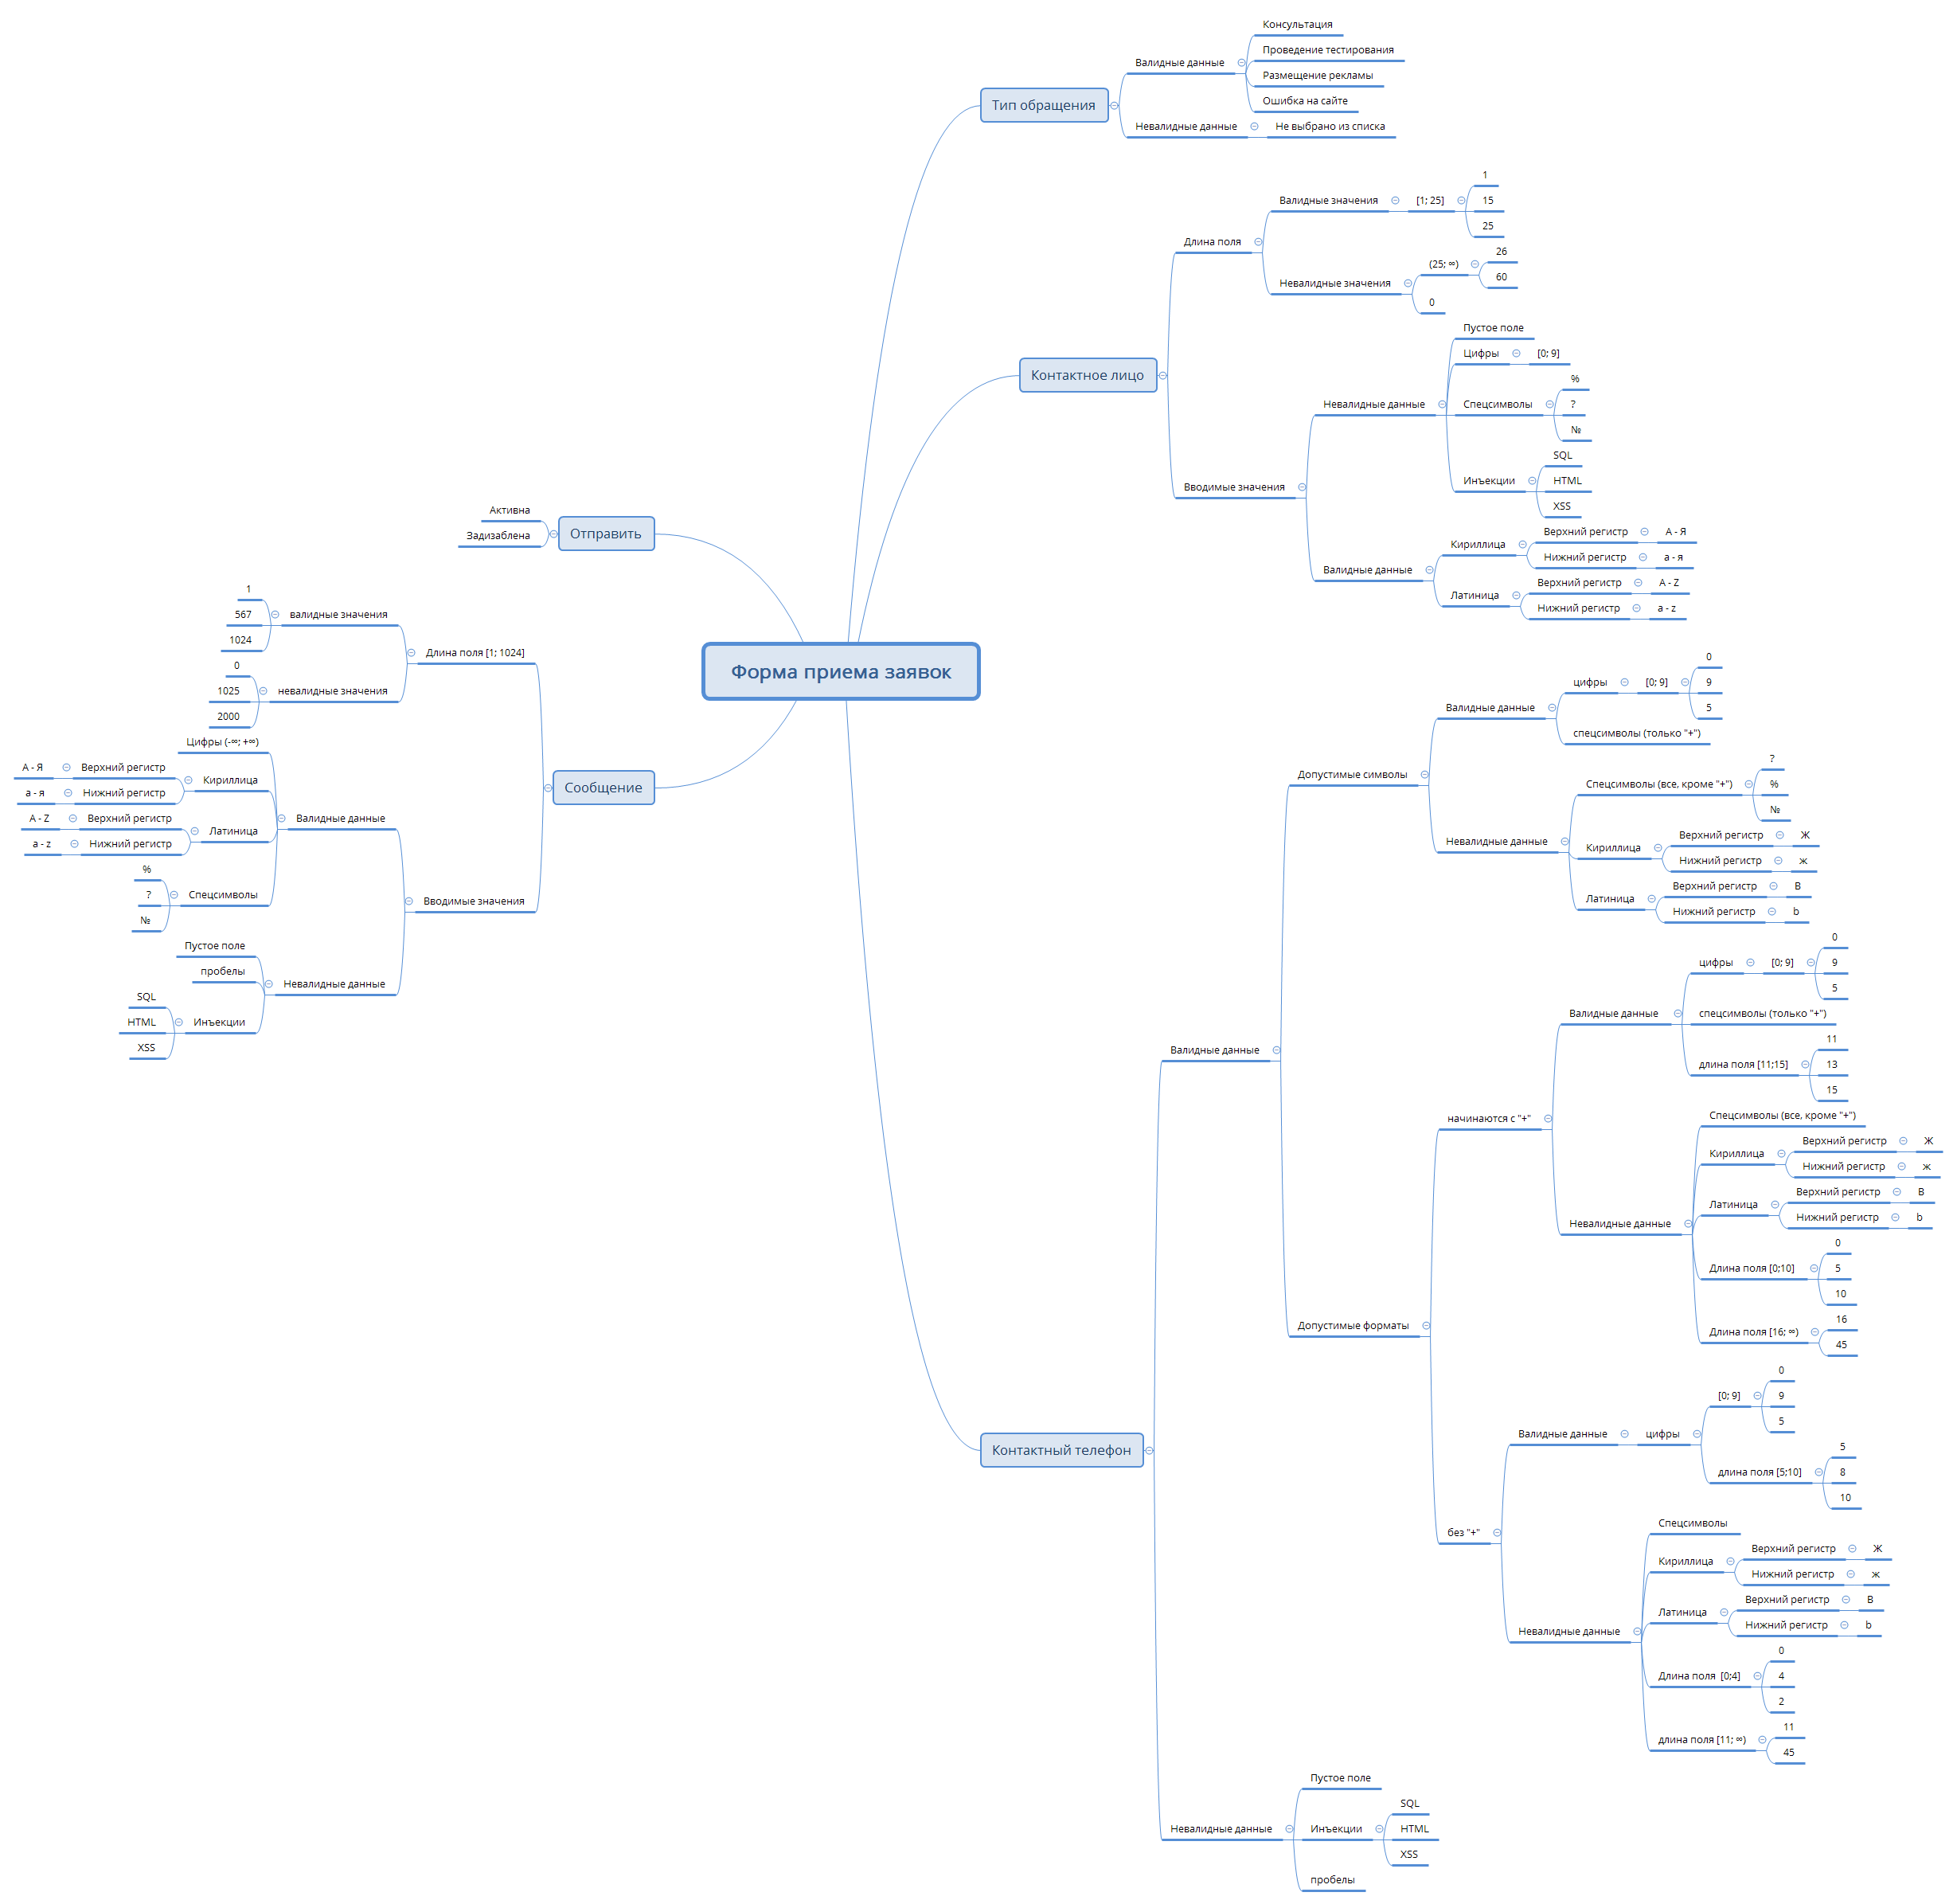 Форма приема заявок
Тип обращения
Валидные данные
Консультация
Проведение тестирования
Размещение рекламы
Ошибка на сайте
Невалидные данные
Не выбрано из списка
Контактное лицо
Длина поля
Валидные значения
[1; 25]
1
15
25
Невалидные значения
(25; ∞)
26
60
0
Вводимые значения
Невалидные данные
Пустое поле
Цифры
[0; 9]
Спецсимволы
%
?
№
Инъекции
SQL
HTML
XSS
Валидные данные
Кириллица
Верхний регистр
А - Я
Нижний регистр
а - я
Латиница
Верхний регистр
A - Z
Нижний регистр
a - z
Контактный телефон
Валидные данные
Допустимые символы
Валидные данные
цифры
[0; 9]
0
9
5
спецсимволы (только "+")
Невалидные данные
Спецсимволы (все, кроме "+")
?
%
№
Кириллица
Верхний регистр
Ж
Нижний регистр
ж
Латиница
Верхний регистр
B
Нижний регистр
b
Допустимые форматы
начинаются с "+"
Валидные данные
цифры
[0; 9]
0
9
5
спецсимволы (только "+")
длина поля [11;15]
11
13
15
Невалидные данные
Спецсимволы (все, кроме "+")
Кириллица
Верхний регистр
Ж
Нижний регистр
ж
Латиница
Верхний регистр
B
Нижний регистр
b
Длина поля [0;10]
0
5
10
Длина поля [16; ∞)
16
45
без "+"
Валидные данные
цифры
[0; 9]
0
9
5
длина поля [5;10]
5
8
10
Невалидные данные
Спецсимволы
Кириллица
Верхний регистр
Ж
Нижний регистр
ж
Латиница
Верхний регистр
B
Нижний регистр
b
Длина поля [0;4]
0
4
2
длина поля [11; ∞)
11
45
Невалидные данные
Пустое поле
Инъекции
SQL
HTML
XSS
пробелы
Отправить
Активна
Задизаблена
Сообщение
Длина поля [1; 1024]
валидные значения
1
567
1024
невалидные значения
0
1025
2000
Вводимые значения
Валидные данные
Цифры (-∞; +∞)
Кириллица
Верхний регистр
А - Я
Нижний регистр
а - я
Латиница
Верхний регистр
A - Z
Нижний регистр
a - z
Спецсимволы
%
?
№
Невалидные данные
Пустое поле
пробелы
Инъекции
SQL
HTML
XSS